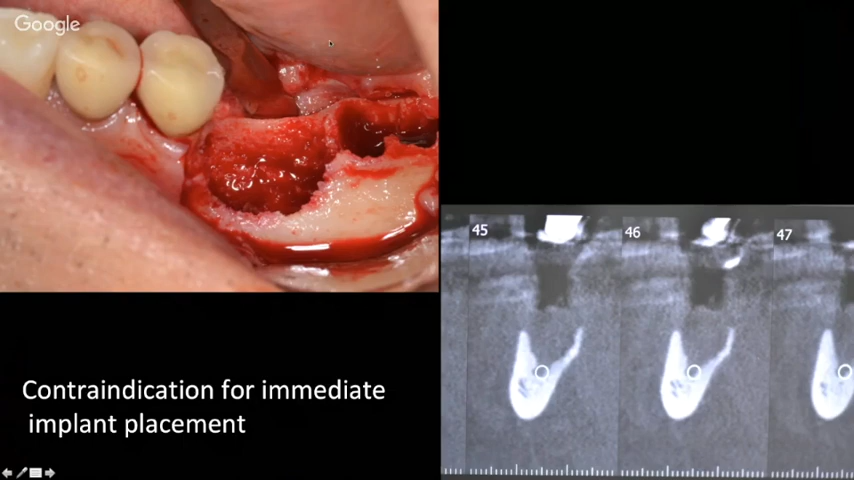 Google
45
46
47
Contraindication for immediate
implant placement